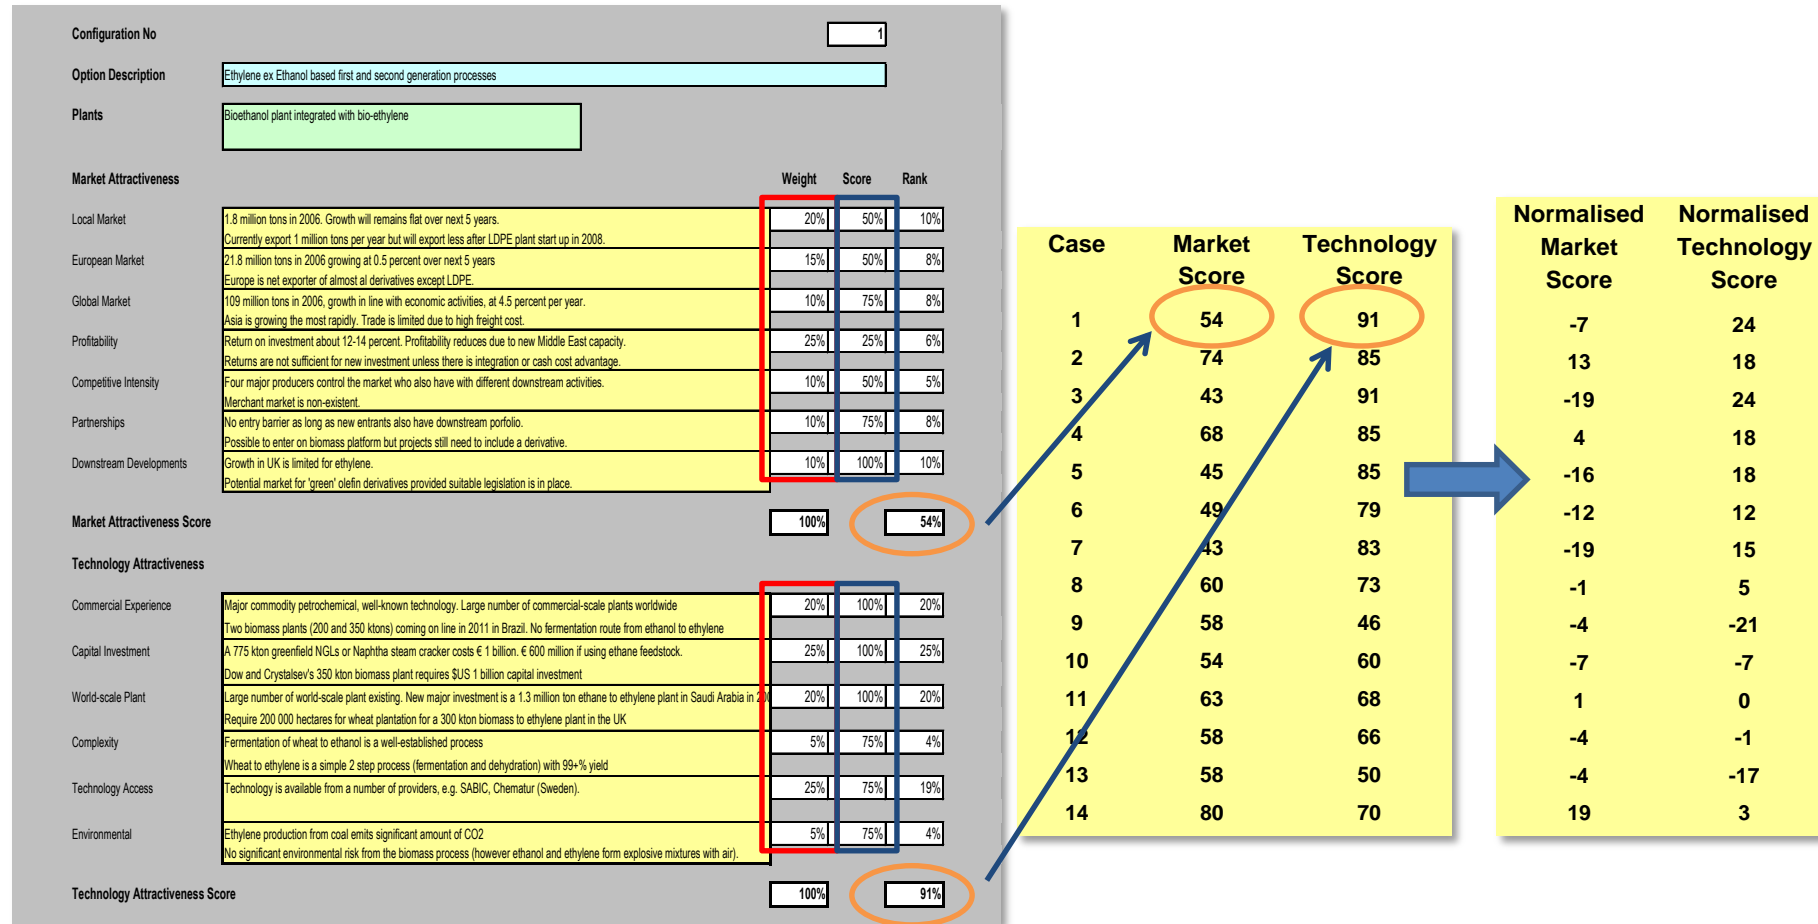 Configuration No 1
Option Description Ethylene ex Ethanol based first and second generation processes
Plants Bioethanol plant integrated with bio-ethylene
Market Attractiveness Weight Score Rank
Local Market 1.8 million tons in 2006. Growth will remains flat over next 5 years. 20% 50% 10%
Currently export 1 million tons per year but will export less after LDPE plant start up in 2008.
European Market 21.8 million tons in 2006 growing at 0.5 percent over next 5 years 15% 50% 8%
Europe is net exporter of almost al derivatives except LDPE.
Global Market 109 million tons in 2006, growth in line with economic activities, at 4.5 percent per year. 10% 75% 8%
Asia is growing the most rapidly. Trade is limited due to high freight cost.
Profitability Return on investment about 12-14 percent. Profitability reduces due to new Middle East capacity. 25% 25% 6%
Returns are not sufficient for new investment unless there is integration or cash cost advantage.
Competitive Intensity Four major producers control the market who also have with different downstream activities. 10% 50% 5%
Merchant market is non-existent.
Partnerships No entry barrier as long as new entrants also have downstream porfolio. 10% 75% 8%
Possible to enter on biomass platform but projects still need to include a derivative.
Downstream Developments Growth in UK is limited for ethylene. 10% 100% 10%
Potential market for 'green' olefin derivatives provided suitable legislation is in place.
Market Attractiveness Score 100% 54%
Technology Attractiveness
Commercial Experience Major commodity petrochemical, well-known technology. Large number of commercial-scale plants worldwide 20% 100% 20%
Two biomass plants (200 and 350 ktons) coming on line in 2011 in Brazil. No fermentation route from ethanol to ethylene
Capital Investment A 775 kton greenfield NGLs or Naphtha steam cracker costs € 1 billion. € 600 million if using ethane feedstock. 25% 100% 25%
Dow and Crystalsev's 350 kton biomass plant requires $US 1 billion capital investment
World-scale Plant Large number of world-scale plant existing. New major investment is a 1.3 million ton ethane to ethylene plant in Saudi Arabia in 20% 100% 20%
Require 200 000 hectares for wheat plantation for a 300 kton biomass to ethylene plant in the UK
Complexity Fermentation of wheat to ethanol is a well-established process 5% 75% 4%
Wheat to ethylene is a simple 2 step process (fermentation and dehydration) with 99+% yield
Technology Access Technology is available from a number of providers, e.g. SABIC, Chematur (Sweden). 25% 75% 19%
Environmental Ethylene production from coal emits significant amount of CO2 5% 75% 4%
No significant environmental risk from the biomass process (however ethanol and ethylene form explosive mixtures with air).
Technology Attractiveness Score 100% 91%
Case Market Technology
Score Score
1 54 91
2 74 85
3 43 91
4 68 85
5 45 85
6 49 79
7 43 83
8 60 73
9 58 46
10 54 60
11 63 68
12 58 66
13 58 50
14 80 70
Normalised Normalised
Market Technology
Score Score
-7 24
13 18
-19 24
4 18
-16 18
-12 12
-19 15
-1 5
-4 -21
-7 -7
1 0
-4 -1
-4 -17
19 3